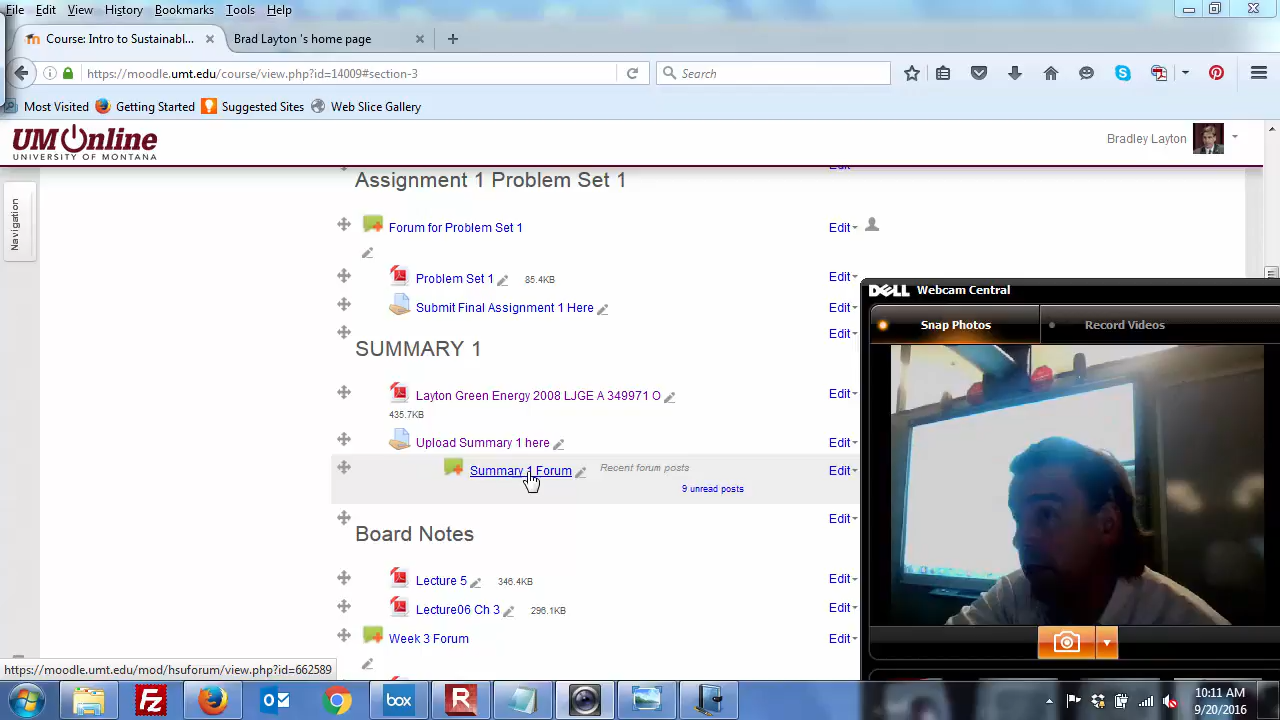 File Edit View History Bookmarks Tools Help
Course: Intro to Sustainabl... × Brad Layton 's home page × +
https://moodle.umt.edu/course/view.php?id=14009#section-3 Search
Most Visited Getting Started Suggested Sites Web Slice Gallery
UMOnline
UNIVERSITY OF MONTANA
Bradley Layton
Navigation
Edit
Assignment 1 Problem Set 1
Forum for Problem Set 1 Edit
Problem Set 1 85.4KB Edit
Submit Final Assignment 1 Here Edit
Edit
SUMMARY 1
Layton Green Energy 2008 LJGE A 349971 O Edit
435.7KB
Upload Summary 1 here Edit
Summary 1 Forum Recent forum posts Edit
9 unread posts
Edit
Board Notes
Lecture 5 346.4KB Edit
Lecture06 Ch 3 296.1KB Edit
Week 3 Forum Edit
https://moodle.umt.edu/mod/hsuforum/view.php?id=662589
DELL Webcam Central
Snap Photos Record Videos
box
10:11 AM
9/20/2016